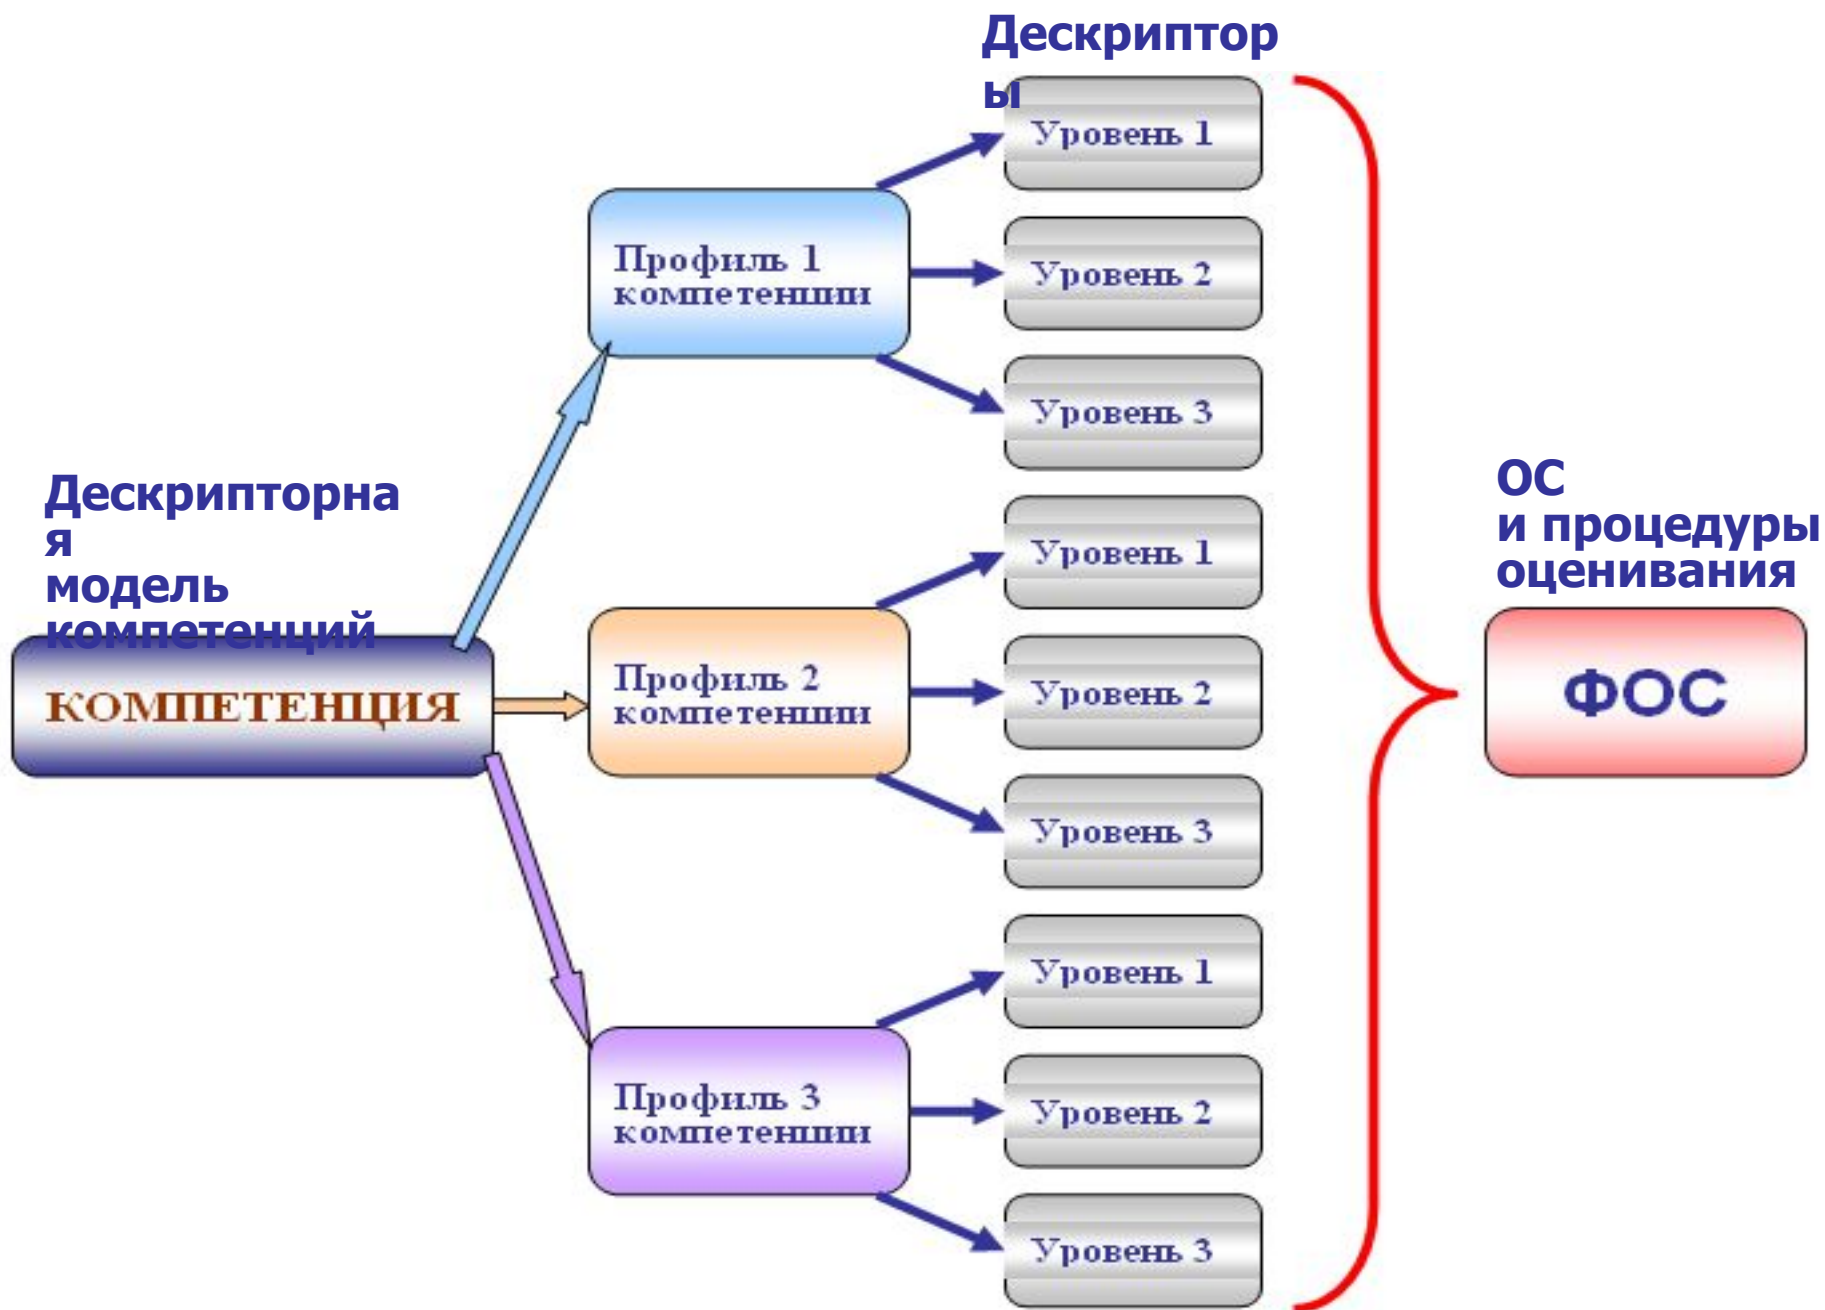 Дескриптор
ы
Уровень 1
Профиль 1
компетенции
Уровень 2
Уровень 3
Дескрипторна
я
модель
компетенций
КОМПЕТЕНЦИЯ
Уровень 1
Профиль 2
компетенции
Уровень 2
Уровень 3
Уровень 1
Профиль 3
компетенции
Уровень 2
Уровень 3
ОС
и процедуры
оценивания
ФОС